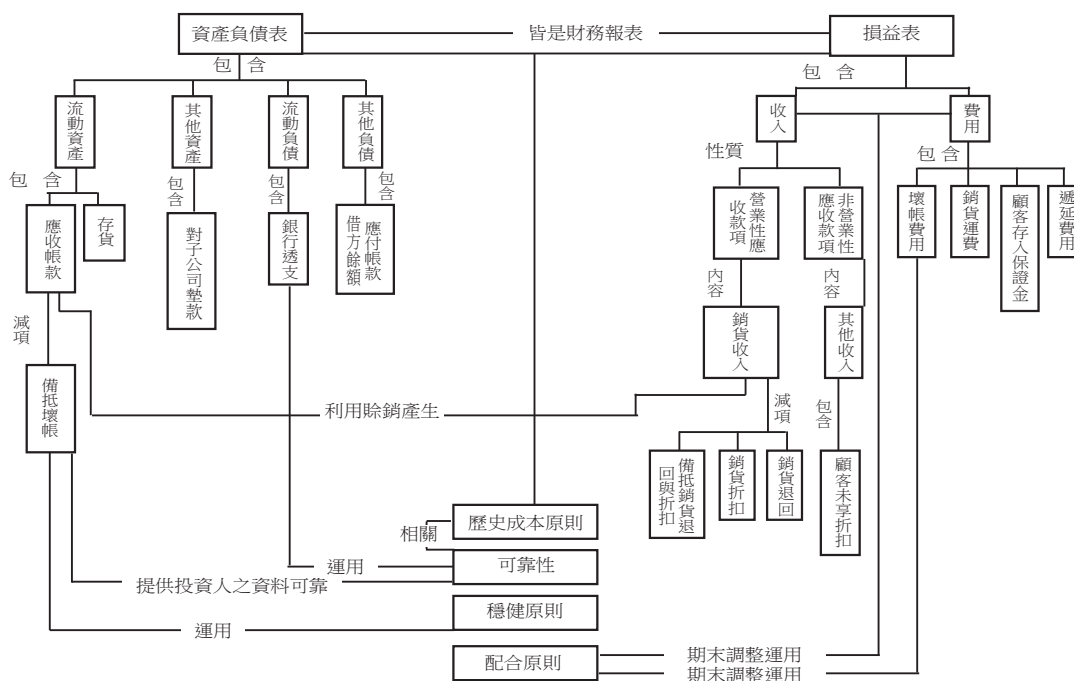 資產負債表
皆是財務報表
損益表
包 含
包 含
流動資產
其他資產
流動負債
其他負債
收入
費用
性質
包 含
包 含
包含
包含
包含
應收帳款
存貨
對子公司墊款
銀行透支
應付帳款
借方餘額
營業性應
收款項
非營業性
應收款項
壞帳費用
銷貨運費
顧客存入保證金
遞延費用
內容
內容
減項
銷貨收入
其他收入
備抵壞帳
利用賒銷產生
減項
包含
備抵銷貨退
回與折扣
銷貨折扣
銷貨退回
顧客未享折扣
歷史成本原則
相關
可靠性
運用
提供投資人之資料可靠
穩健原則
運用
配合原則
期末調整運用
期末調整運用